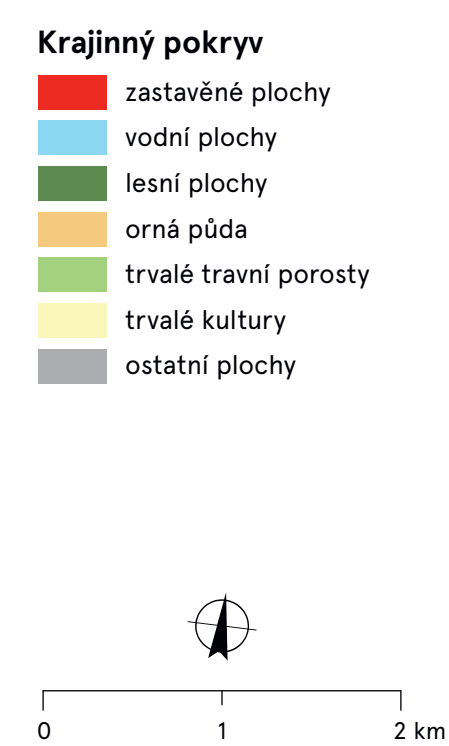 Krajinný pokryv
zastavěné plochy
vodní plochy
lesní plochy
orná půda
trvalé travní porosty
trvalé kultury
ostatní plochy
0 1 2 km